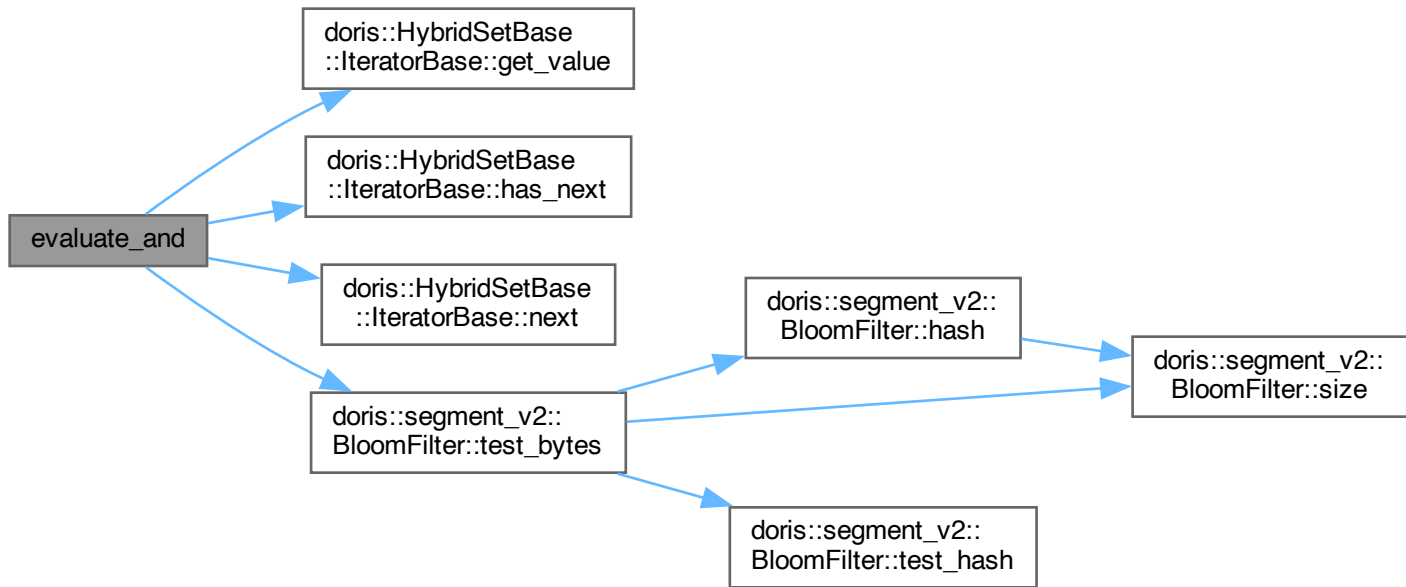 doris::HybridSetBase
::IteratorBase::get_value
doris::HybridSetBase
::IteratorBase::has_next
evaluate_and
doris::HybridSetBase
::IteratorBase::next
doris::segment_v2::
BloomFilter::hash
doris::segment_v2::
BloomFilter::size
doris::segment_v2::
BloomFilter::test_bytes
doris::segment_v2::
BloomFilter::test_hash